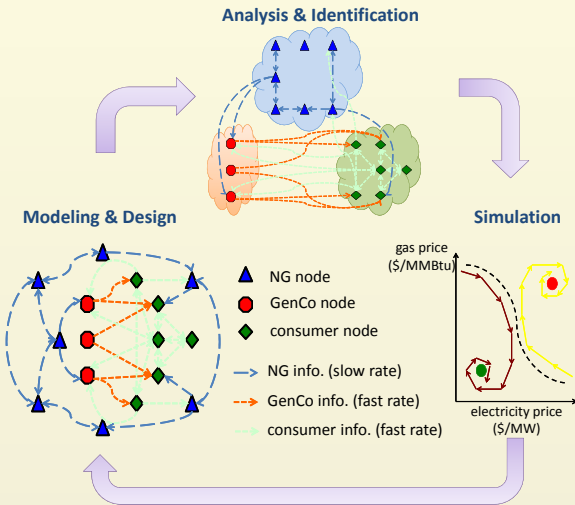 Analysis & Identification
Modeling & Design
Simulation
gas price
($/MMBtu)
NG node
GenCo node
consumer node
NG info. (slow rate)
GenCo info. (fast rate)
consumer info. (fast rate)
electricity price
($/MW)